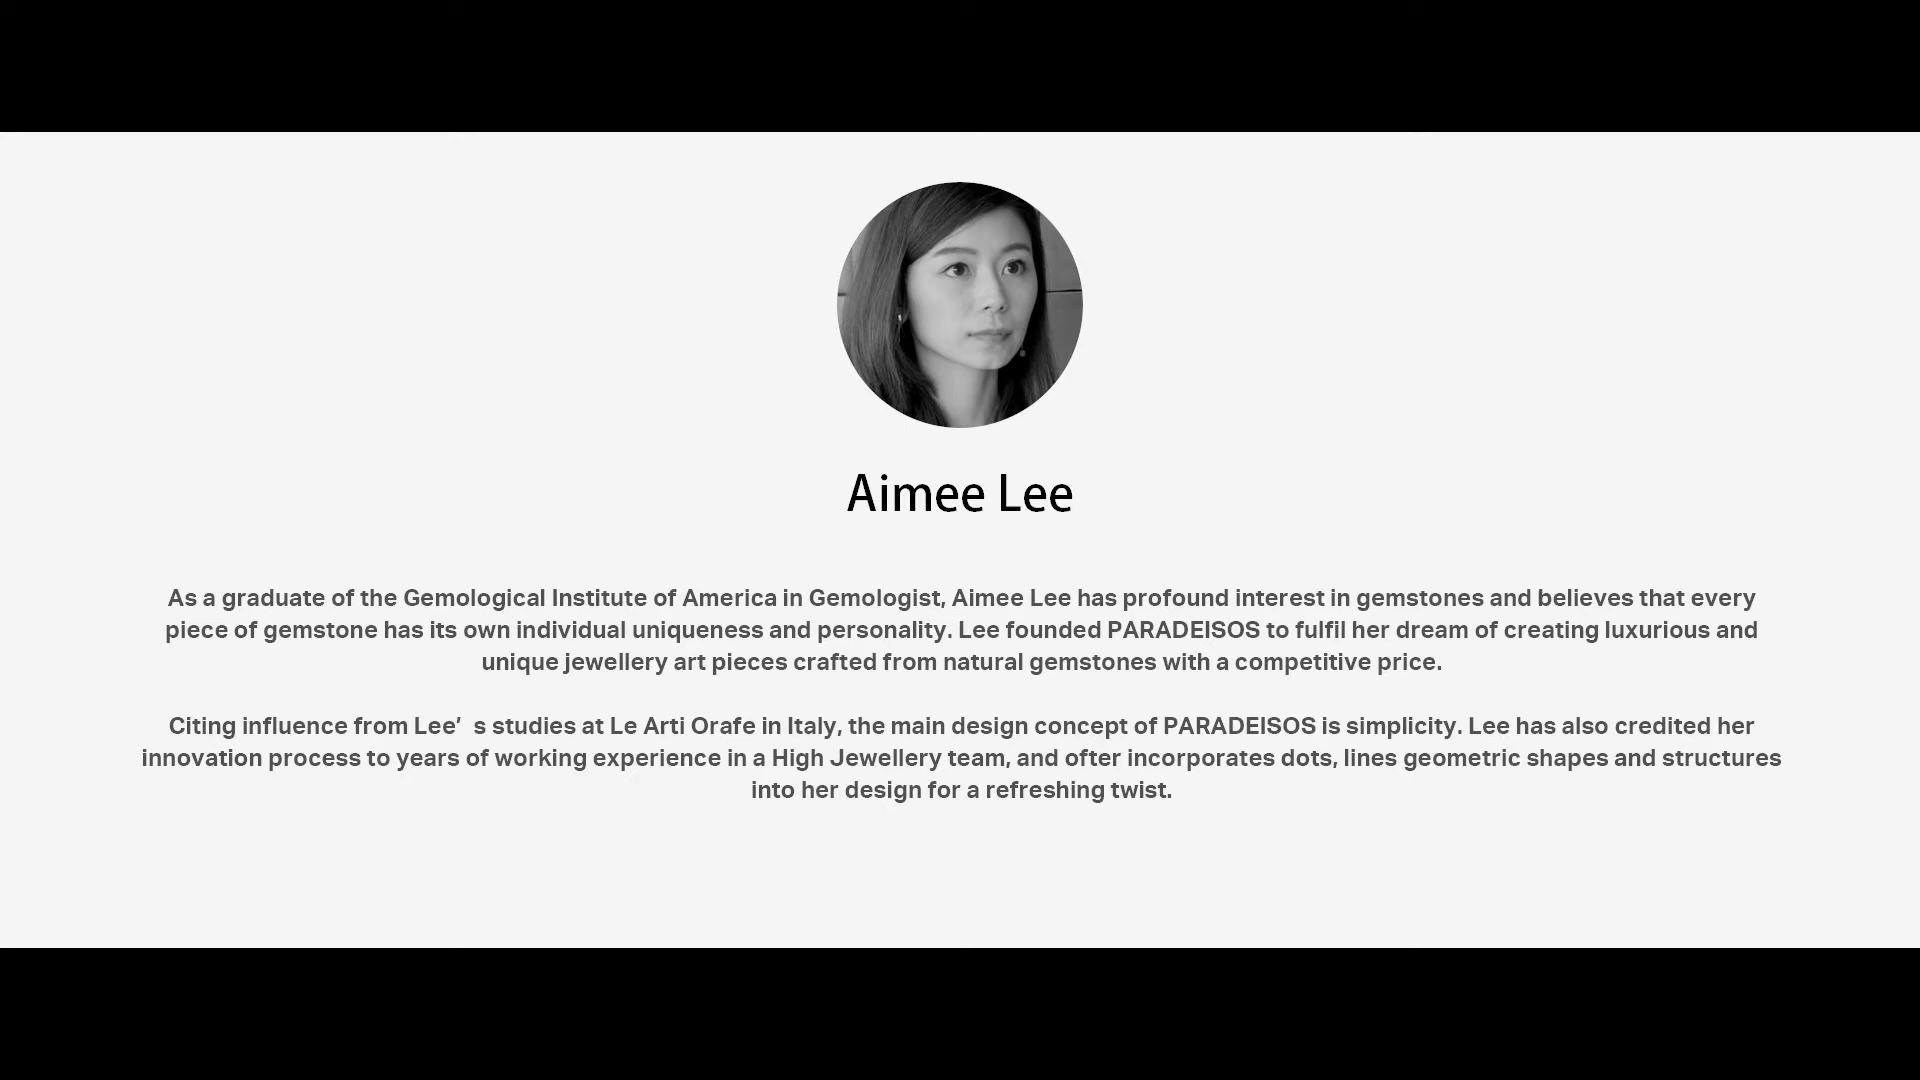 Aimee Lee
As a graduate of the Gemological Institute of America in Gemologist, Aimee Lee has profound interest in gemstones and believes that every
piece of gemstone has its own individual uniqueness and personality. Lee founded PARADEISOS to fulfil her dream of creating luxurious and
unique jewellery art pieces crafted from natural gemstones with a competitive price.
Citing influence from Lee’ s studies at Le Arti Orafe in Italy, the main design concept of PARADEISOS is simplicity. Lee has also credited her
innovation process to years of working experience in a High Jewellery team, and ofter incorporates dots, lines geometric shapes and structures
into her design for a refreshing twist.